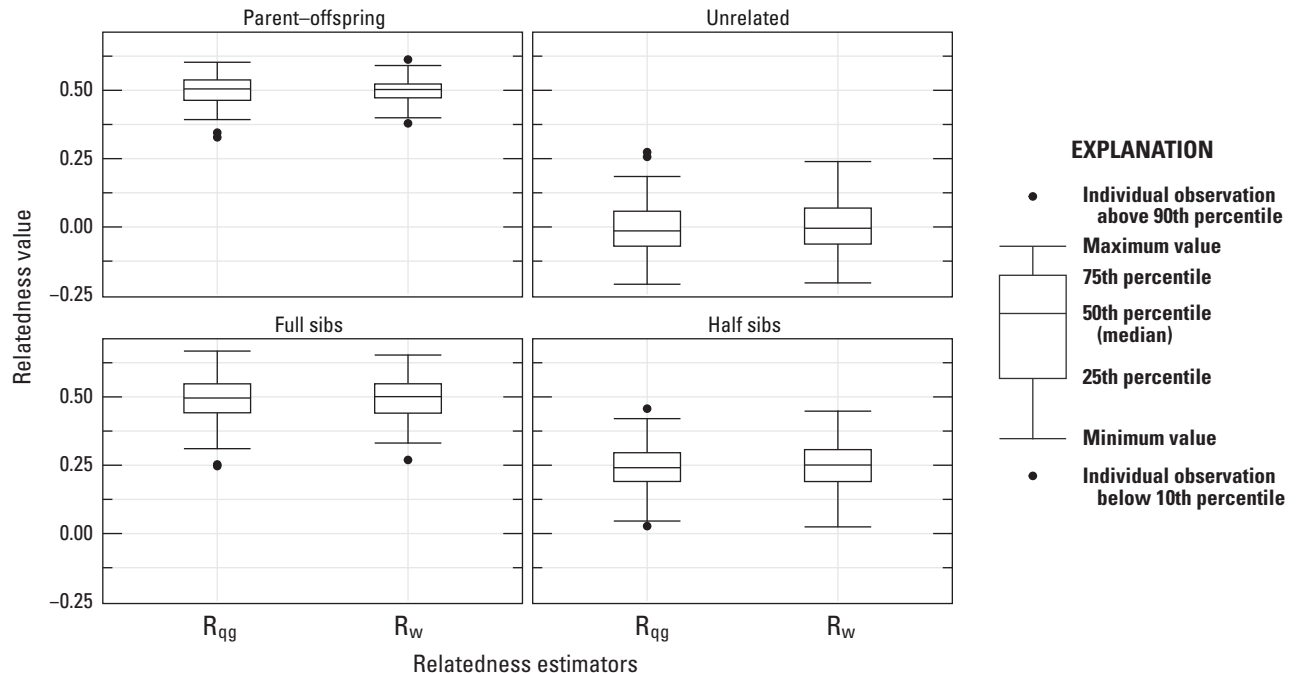 Parent–offspring
Unrelated
0.50
0.25
0.00
–0.25
Relatedness value
Full sibs
Half sibs
0.50
0.25
0.00
–0.25
Rqg
Rw
Rqg
Rw
Relatedness estimators
EXPLANATION
Individual observation
above 90th percentile
Maximum value
75th percentile
50th percentile
(median)
25th percentile
Minimum value
Individual observation
below 10th percentile